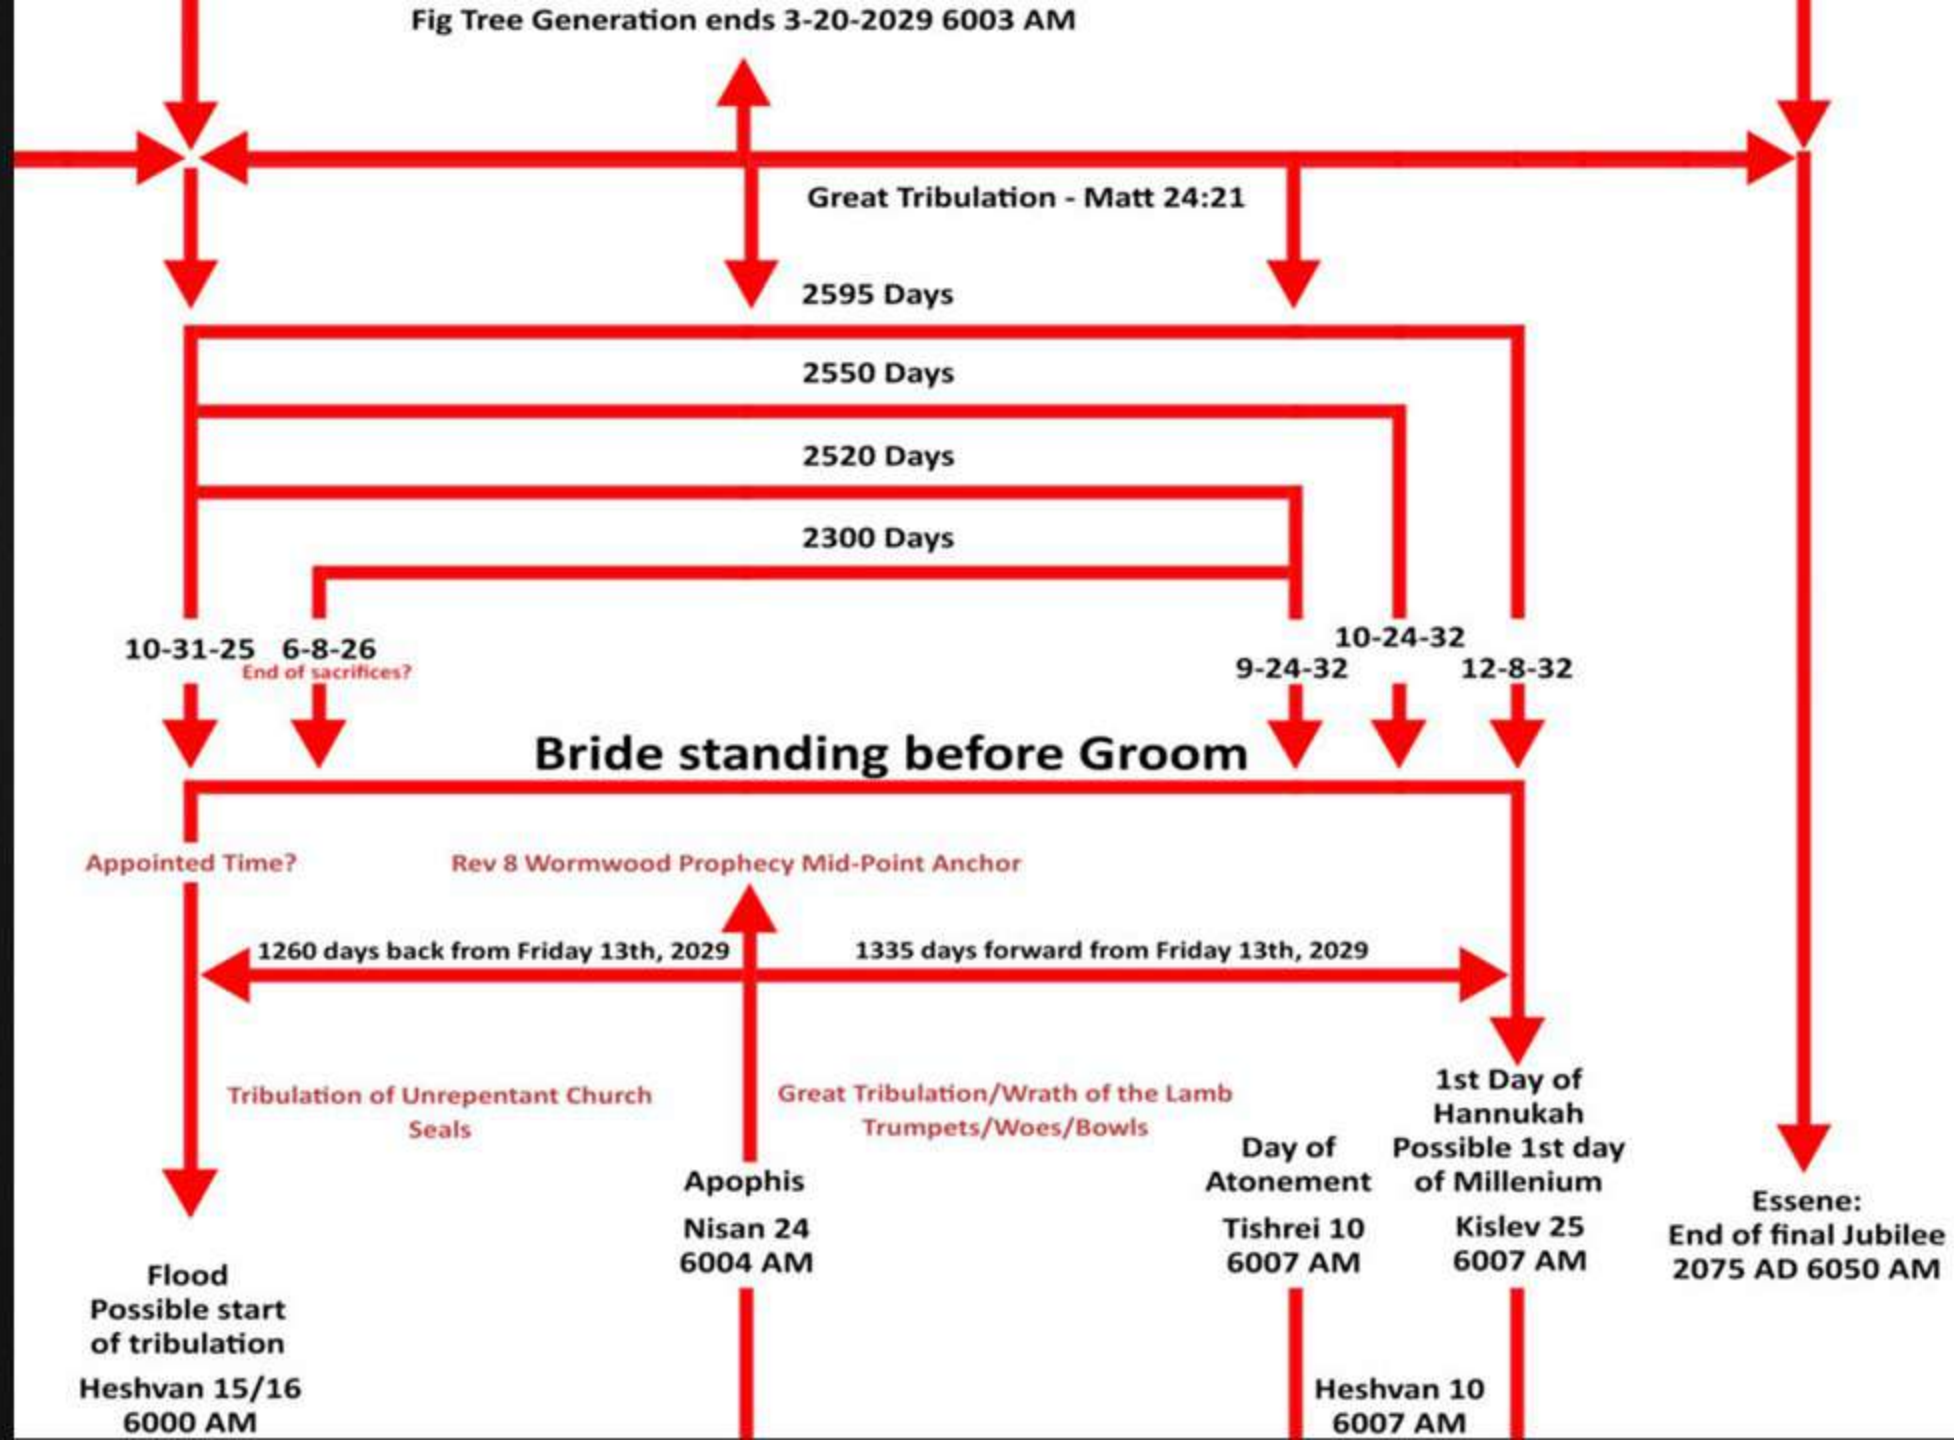 Fig Tree Generation ends 3-20-2029 6003 AM
Great Tribulation - Matt 24:21
2595 Days
2550 Days
2520 Days
2300 Days
10-31-25
6-8-26
End of sacrifices?
9-24-32
10-24-32
12-8-32
Bride standing before Groom
Appointed Time?
Rev 8 Wormwood Prophecy Mid-Point Anchor
1260 days back from Friday 13th, 2029
1335 days forward from Friday 13th, 2029
Tribulation of Unrepentant Church
Seals
Great Tribulation/Wrath of the Lamb
Trumpets/Woes/Bowls
Flood
Possible start
of tribulation
Heshvan 15/16
6000 AM
Apophis
Nisan 24
6004 AM
Day of
Atonement
Tishrei 10
6007 AM
Heshvan 10
6007 AM
1st Day of
Hannukah
Possible 1st day
of Millenium
Kislev 25
6007 AM
Essene:
End of final Jubilee
2075 AD 6050 AM